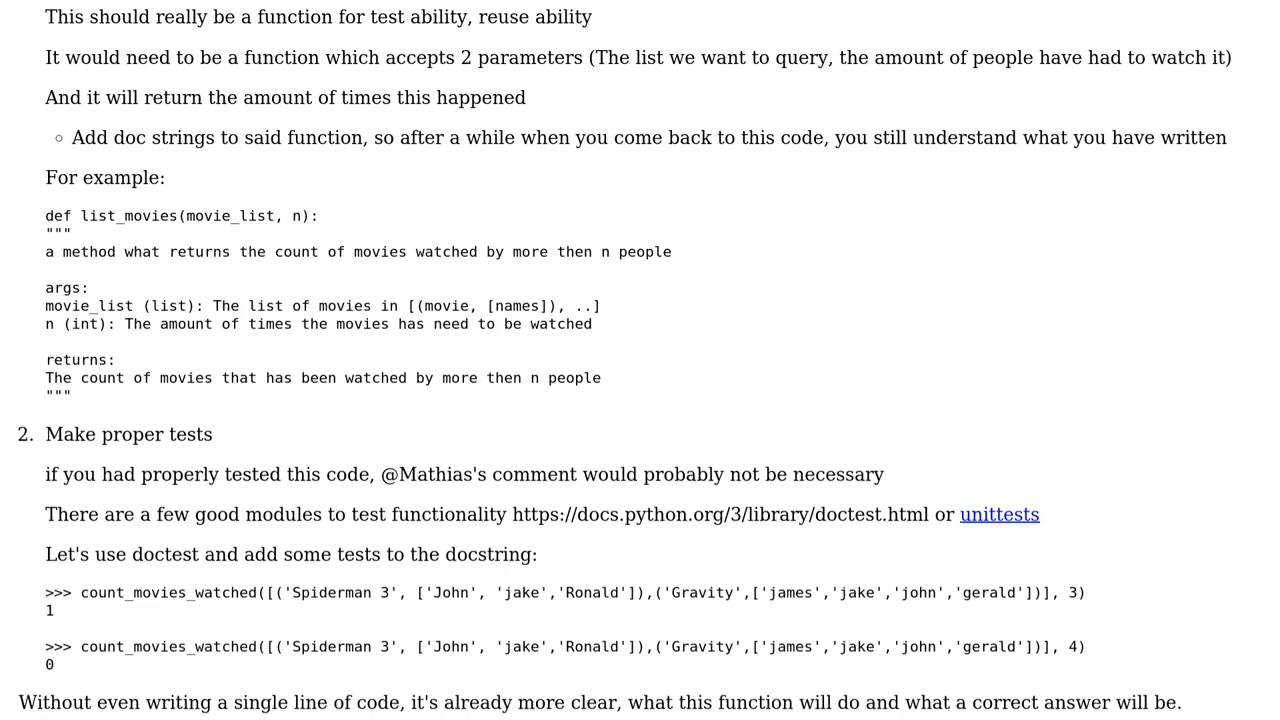 This should really be a function for test ability, reuse ability
It would need to be a function which accepts 2 parameters (The list we want to query, the amount of people have had to watch it)
And it will return the amount of times this happened
◦ Add doc strings to said function, so after a while when you come back to this code, you still understand what you have written
For example:
def list_movies(movie_list, n):
"""
a method what returns the count of movies watched by more then n people
args:
movie_list (list): The list of movies in [(movie, [names]), ..]
n (int): The amount of times the movies has need to be watched
returns:
The count of movies that has been watched by more then n people
"""
2. Make proper tests
if you had properly tested this code, @Mathias's comment would probably not be necessary
There are a few good modules to test functionality https://docs.python.org/3/library/doctest.html or unittests
Let's use doctest and add some tests to the docstring:
>>> count_movies_watched([('Spiderman 3', ['John', 'jake','Ronald']),('Gravity',['james','jake','john','gerald'])], 3)
1
>>> count_movies_watched([('Spiderman 3', ['John', 'jake','Ronald']),('Gravity',['james','jake','john','gerald'])], 4)
0
Without even writing a single line of code, it's already more clear, what this function will do and what a correct answer will be.